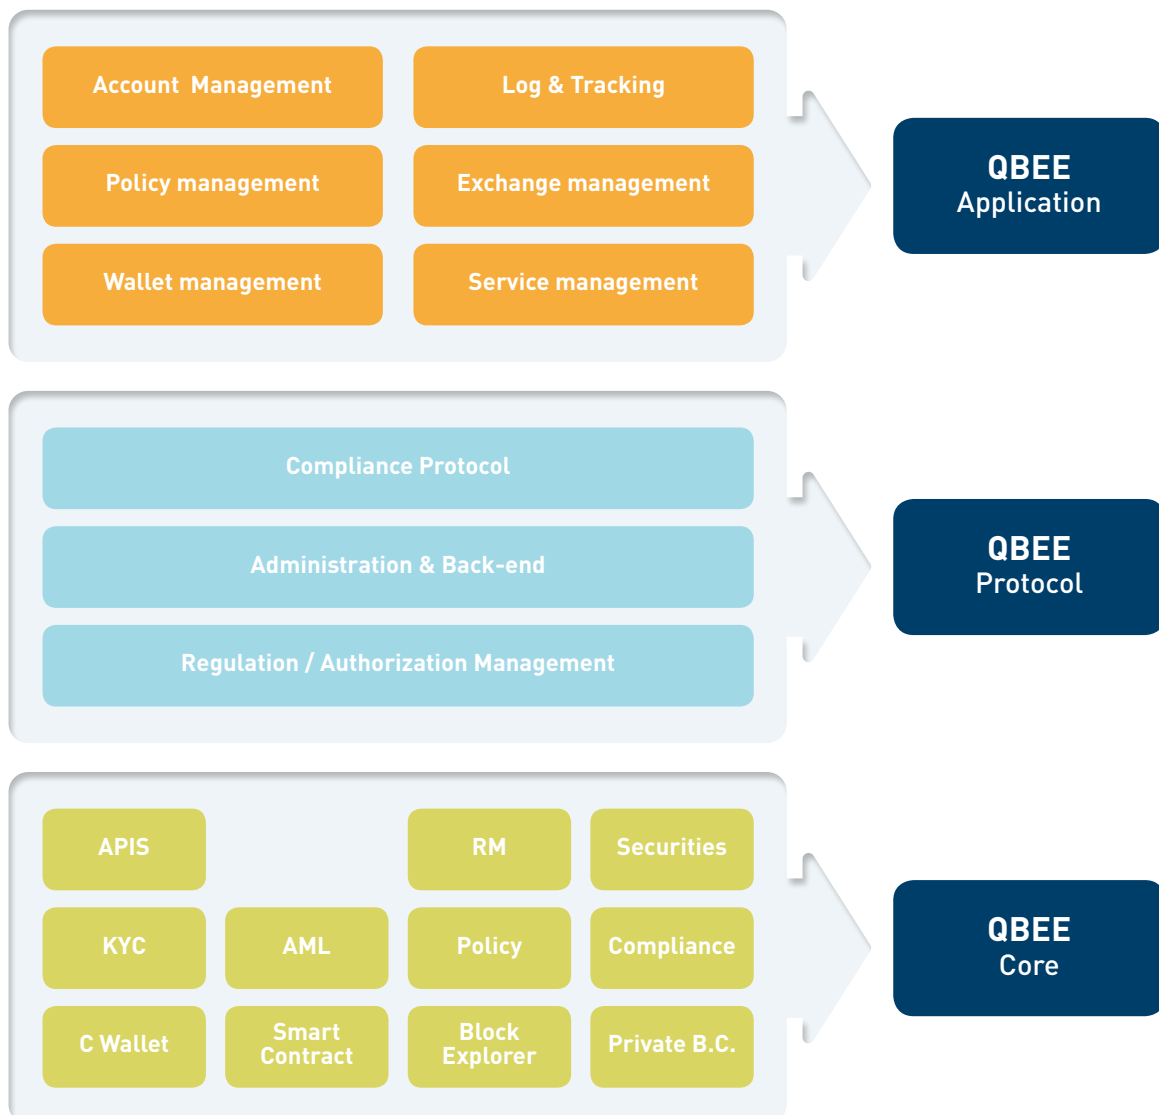 Account Management
Log & Tracking
Policy management
Exchange management
Wallet management
Service management
QBEE
Application
Compliance Protocol
Administration & Back-end
Regulation / Authorization Management
QBEE
Protocol
APIS
RM
Securities
KYC
AML
Policy
Compliance
C Wallet
Smart
Contract
Block
Explorer
Private B.C.
QBEE
Core